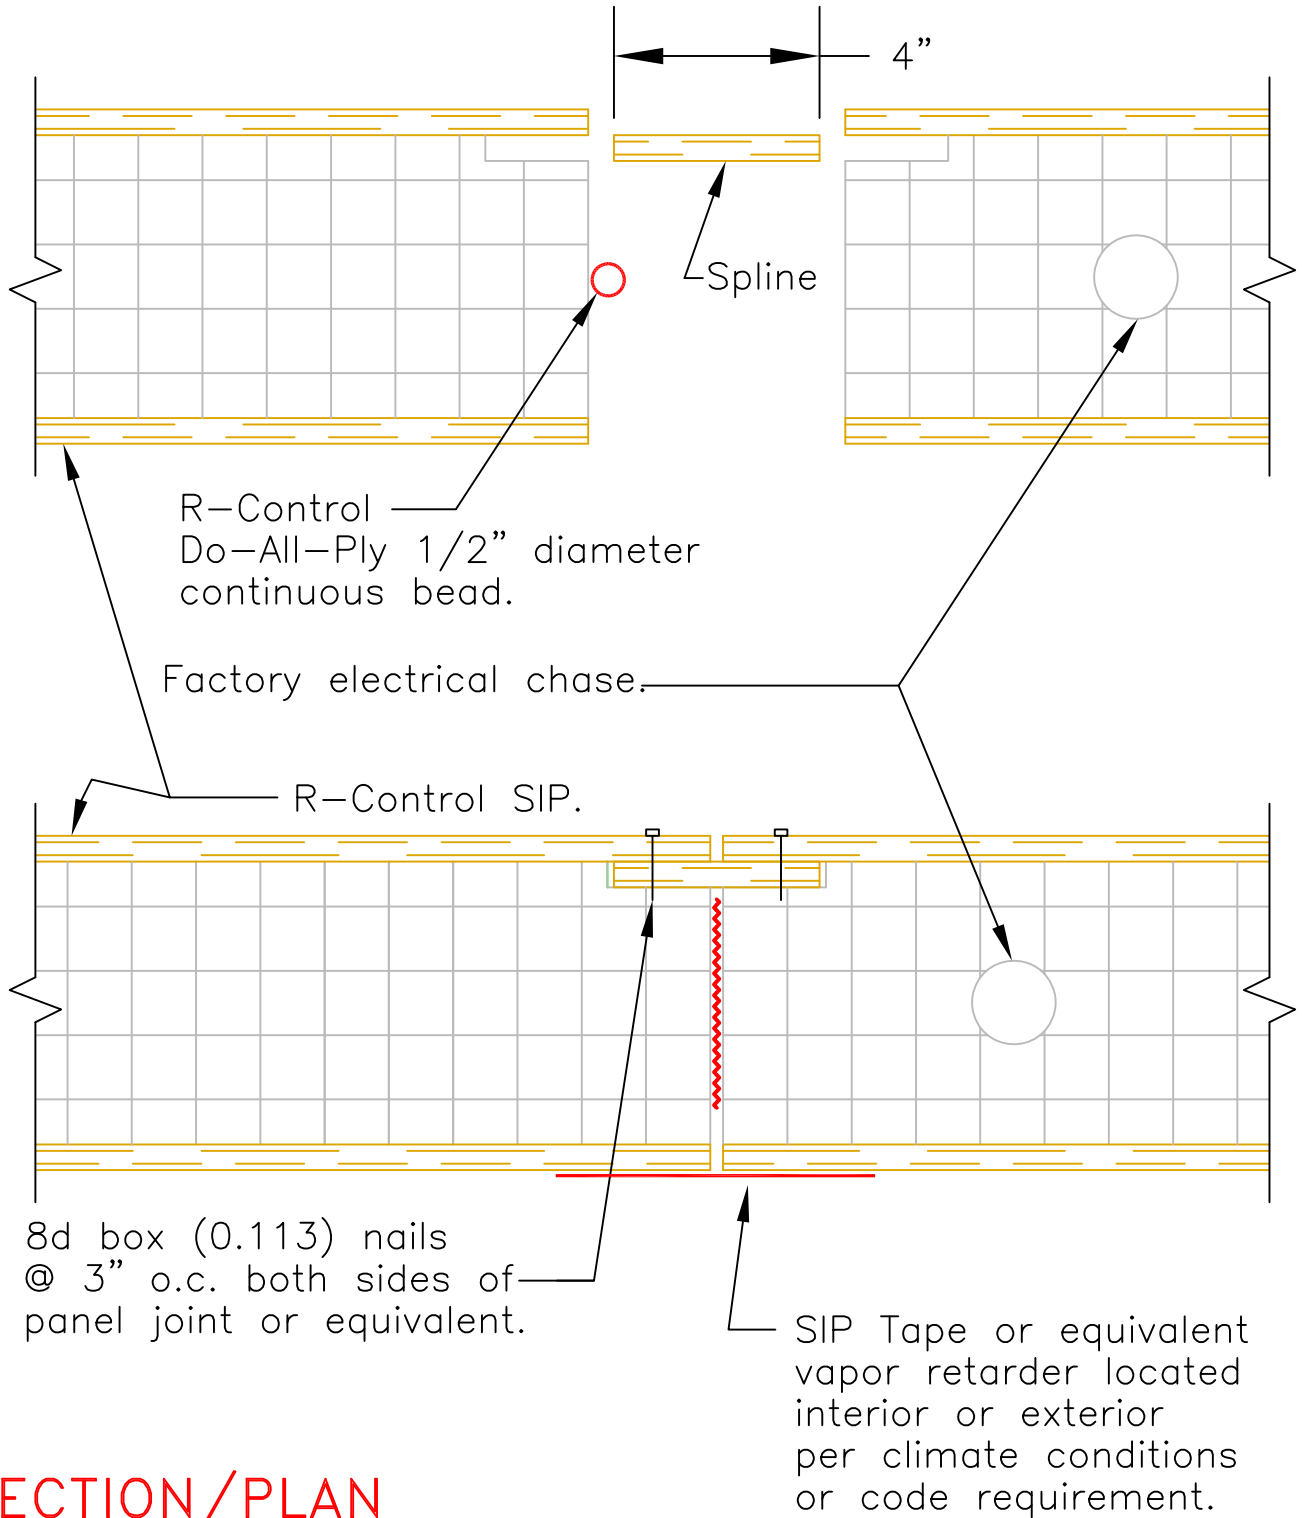 4”
Spline
R-Control
Do-All-Ply 1/2” diameter
continuous bead.
Factory electrical chase.
R-Control SIP.
8d box (0.113) nails
@ 3” o.c. both sides of
panel joint or equivalent.
SIP Tape or equivalent
vapor retarder located
interior or exterior
per climate conditions
or code requirement.
ECTION/PLAN